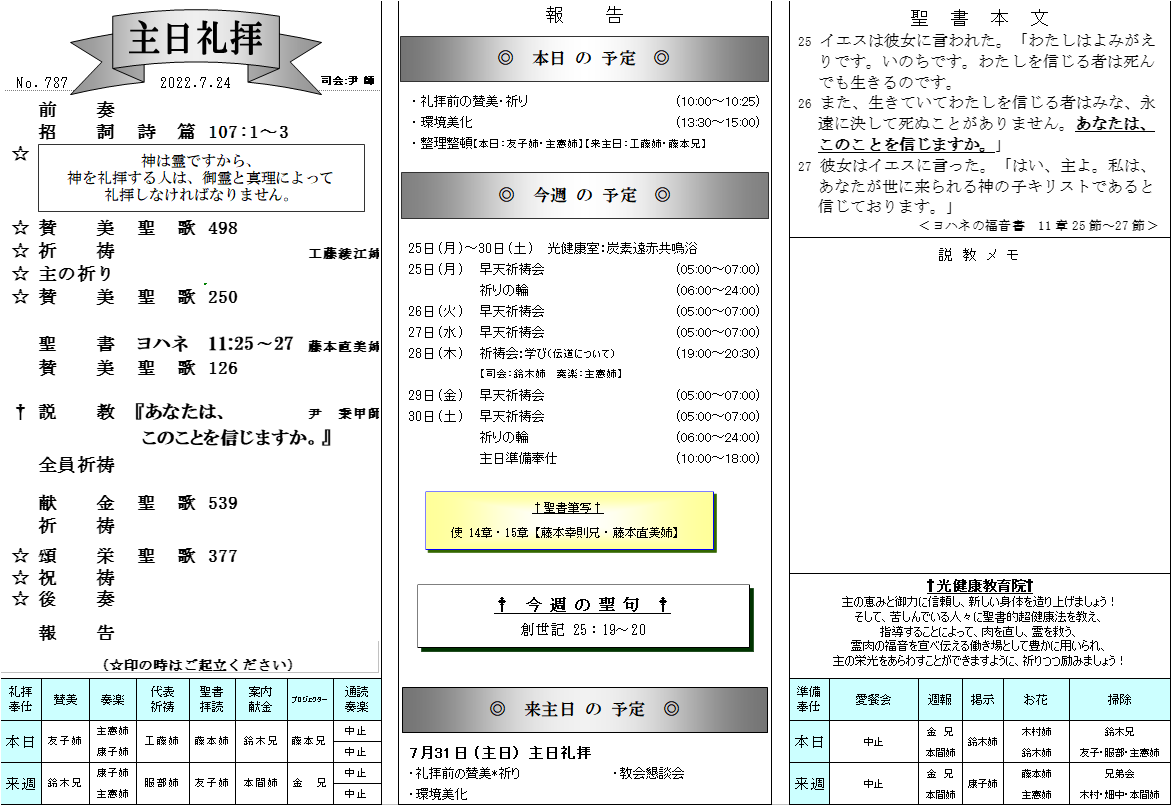 主日礼拝
No. 787
2022.7.24
司会:尹 師
前 奏
招 詞 詩 篇 107:1～3
☆
神は霊ですから、
神を礼拝する人は、御霊と真理によって
礼拝しなければなりません。
☆ 賛 美 聖 歌 498
☆ 祈 祷 工藤綾江姉
☆ 主の祈り
☆ 賛 美 聖 歌 250
聖 書 ヨハネ 11:25～27 藤本直美姉
賛 美 聖 歌 126
† 説 教 『あなたは、 尹 秉甲師
このことを信じますか。』
全員祈祷
献 金 聖 歌 539
祈 祷
☆ 頌 栄 聖 歌 377
☆ 祝 祷
☆ 後 奏
報 告
(☆印の時はご起立ください)
礼拝奉仕 賛美 奏楽 代表祈祷 聖書拝読 案内献金 プロジェクター 通読奏楽
本日 友子姉 主憲姉 康子姉 工藤姉 藤本姉 鈴木兄 藤本兄 中止 中止
来週 鈴木兄 康子姉 主憲姉 服部姉 友子姉 本間姉 金 兄 中止 中止
報 告
◎ 本日 の 予定 ◎
・礼拝前の賛美・祈り (10:00～10:25)
・環境美化 (13:30～15:00)
・整理整頓【本日：友子姉・主憲姉】【来主日：工藤姉・藤本兄】
◎ 今週 の 予定 ◎
25日(月)～30日(土) 光健康室：炭素遠赤共鳴浴
25日(月) 早天祈祷会 (05:00～07:00)
祈りの輪 (06:00～24:00)
26日(火) 早天祈祷会 (05:00～07:00)
27日(水) 早天祈祷会 (05:00～07:00)
28日(木) 祈祷会：学び(伝道について) (19:00～20:30)
【司会：鈴木姉 奏楽：主憲姉】
29日(金) 早天祈祷会 (05:00～07:00)
30日(土) 早天祈祷会 (05:00～07:00)
祈りの輪 (06:00～24:00)
主日準備奉仕 (10:00～18:00)
†聖書筆写†
使 14章・15章【藤本幸則兄・藤本直美姉】
† 今週の聖句 †
創世記 25：19～20
◎ 来主日 の 予定 ◎
7月31日（主日）主日礼拝
・礼拝前の賛美*祈り ・教会懇談会
・環境美化
聖 書 本 文
25 イエスは彼女に言われた。「わたしはよみがえ
りです。いのちです。わたしを信じる者は死ん
でも生きるのです。
26 また、生きていてわたしを信じる者はみな、永
遠に決して死ぬことがありません。あなたは、
このことを信じますか。」
27 彼女はイエスに言った。「はい、主よ。私は、
あなたが世に来られる神の子キリストであると
信じております。」
＜ヨハネの福音書 11章25節～27節＞
説 教 メ モ
†光健康教育院†
主の恵みと御力に信頼し、新しい身体を造り上げましょう！
そして、苦しんでいる人々に聖書的超健康法を教え、
指導することによって、肉を直し、霊を救う、
霊肉の福音を宣べ伝える働き場として豊かに用いられ、
主の栄光をあらわすことができますように、祈りつつ励みましょう！
準備奉仕 愛餐会 週報 掲示 お花 掃除
本日 中止 金 兄 本間姉 鈴木姉 木村姉 鈴木姉 鈴木兄 友子・服部・主憲姉
来週 中止 金 兄 本間姉 康子姉 藤本姉 主憲姉 兄弟会 木村・畑中・本間姉